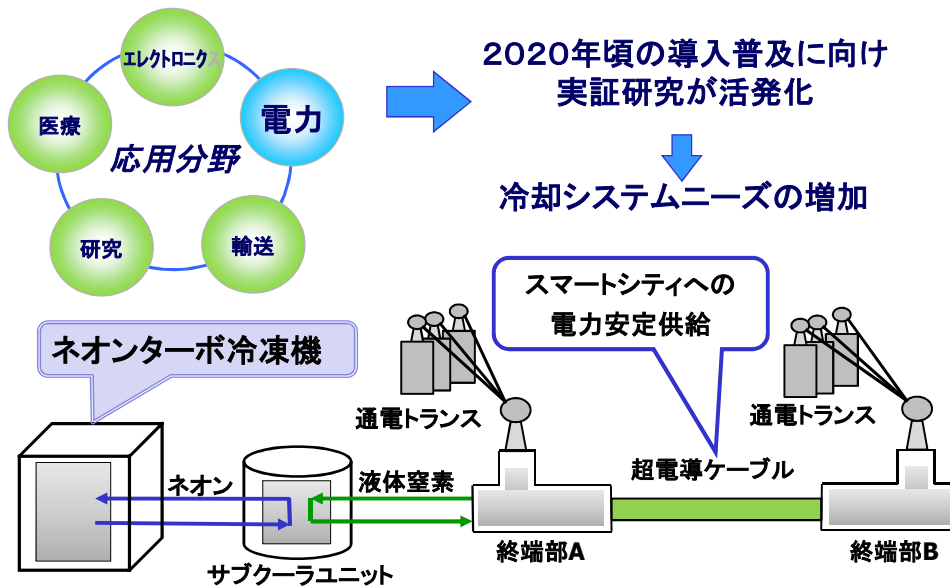 エレクトロニクス
医療
電力
応用分野
研究
輸送
2020年頃の導入普及に向け
実証研究が活発化
冷却システムニーズの増加
スマートシティへの
電力安定供給
ネオンターボ冷凍機
通電トランス
通電トランス
超電導ケーブル
ネオン
液体窒素
終端部A
終端部B
サブクーラユニット